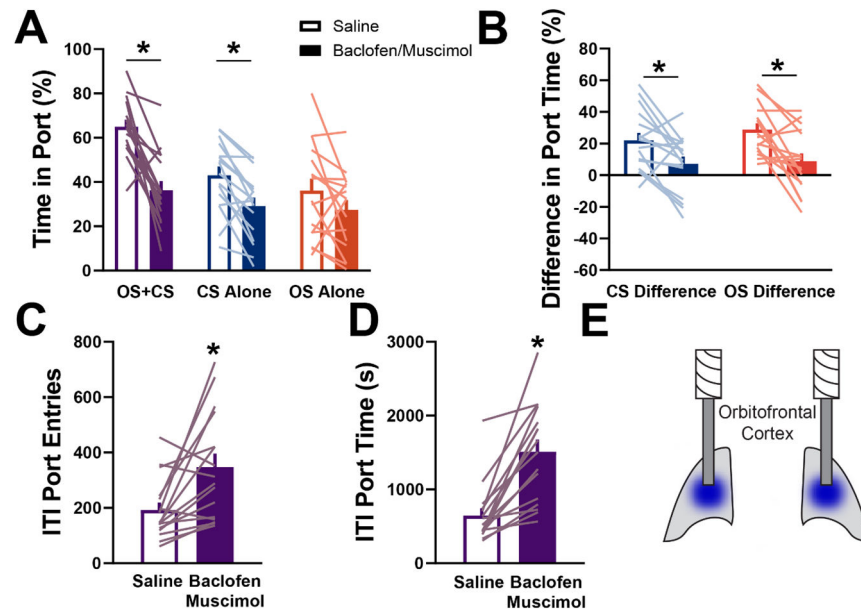 A
Saline
Baclofen/Muscimol
Time in Port (%)
100
80
60
40
20
0
*
*
OS+CS
CS Alone
OS Alone
B
Difference in Port Time (%)
80
60
40
20
0
-20
-40
-60
*
*
CS Difference
OS Difference
C
ITI Port Entries
800
600
400
200
0
*
Saline
Baclofen
Muscimol
D
ITI Port Time (s)
3000
2000
1000
0
*
Saline
Baclofen
Muscimol
E
Orbitofrontal
Cortex